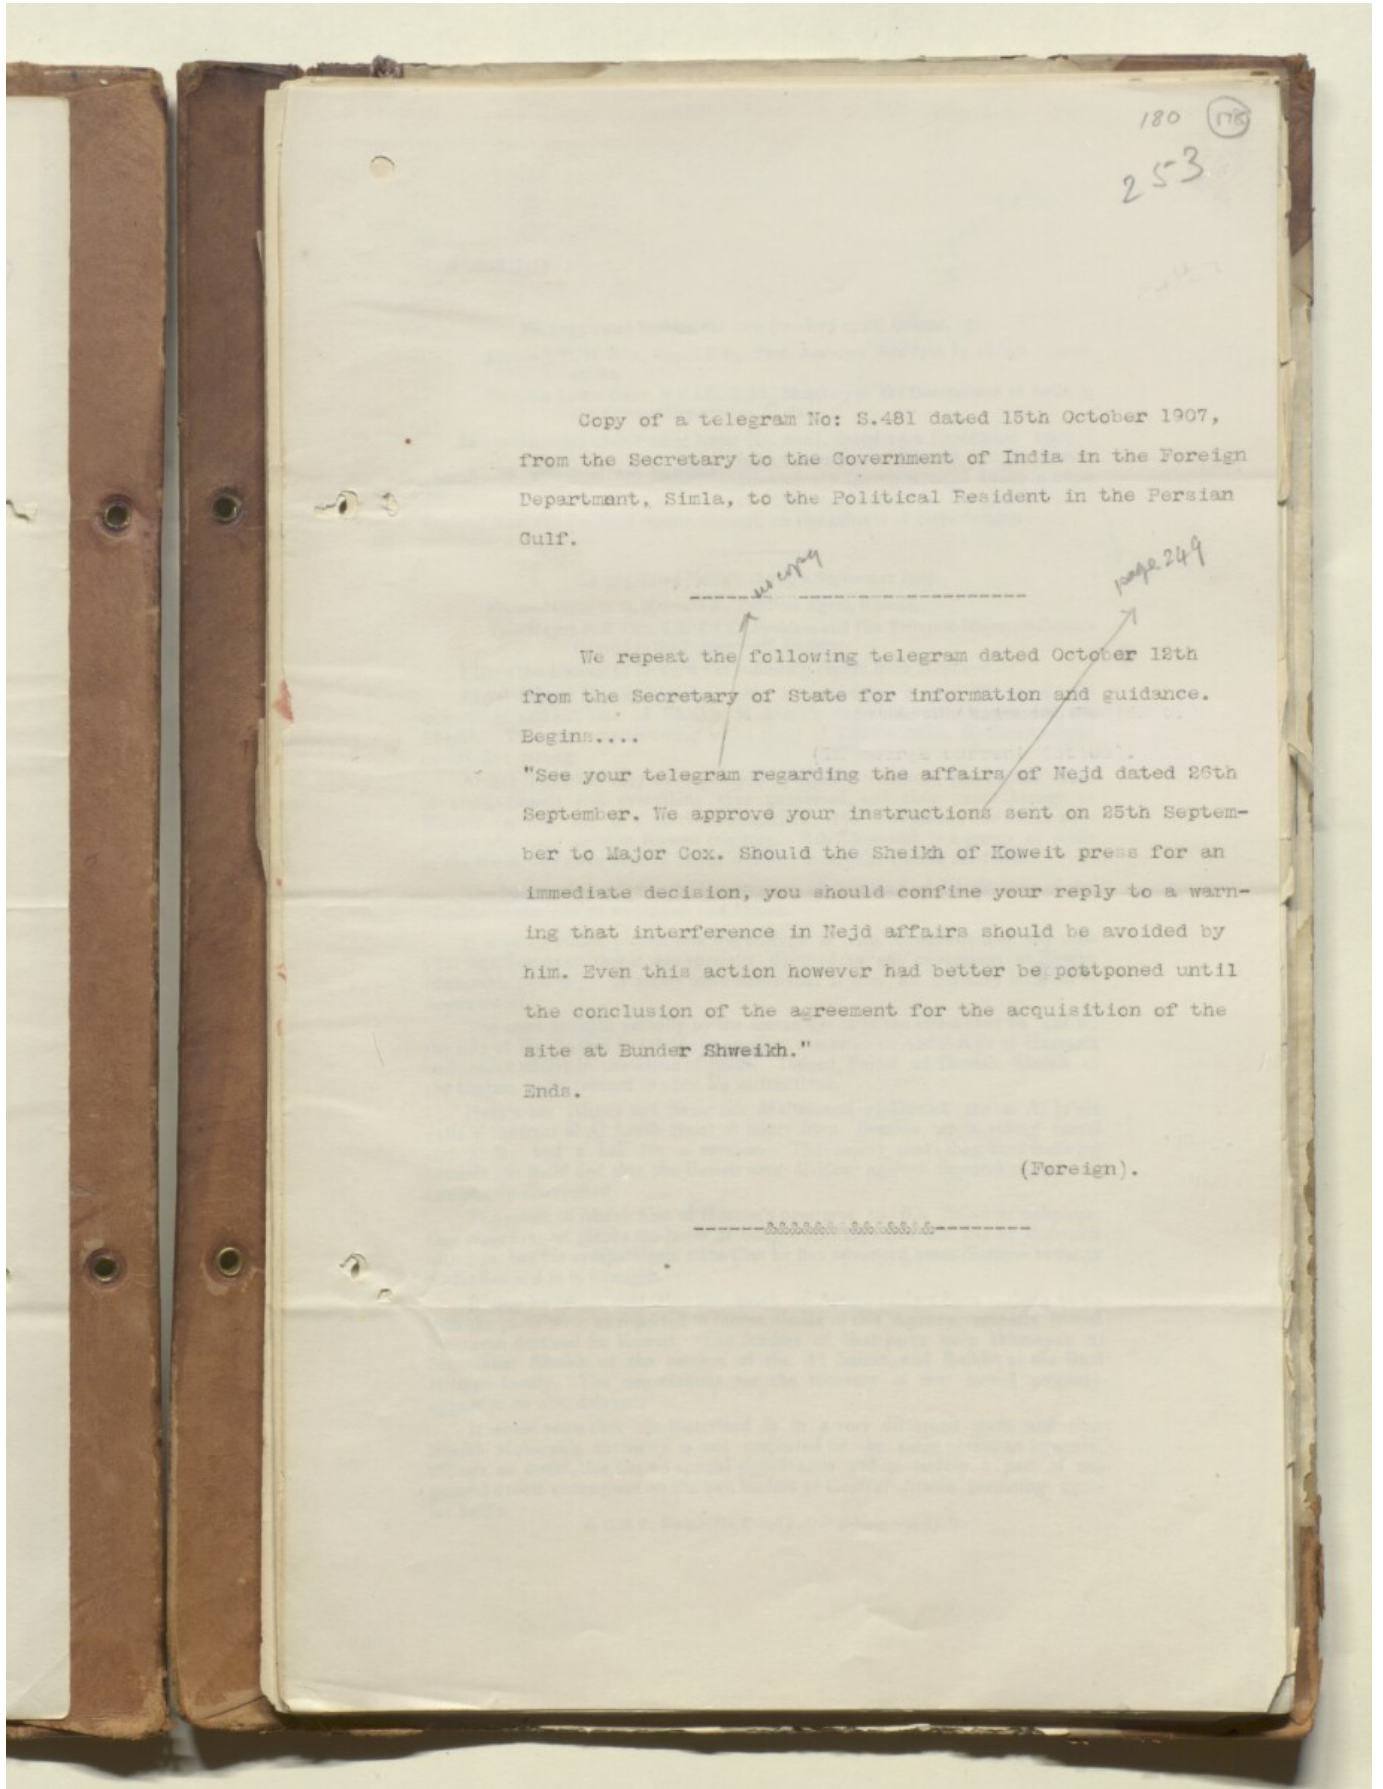 180
253
Copy of a telegram No: S.481 dated 15th October 1907,
from the Secretary to the Government of India in the Foreign
Departmant, Simla, to the Political Resident in the Persian
Gulf.
no copy
page 249
We repeat the following telegram dated October 12th
from the Secretary of State for information and guidance.
Begins....
"See your telegram regarding the affairs of Nejd dated 26th
September. We approve your instructions sent on 25th Septem-
ber to Major Cox. Should the Sheikh of Koweit press for an
immediate decision, you should confine your reply to a warn-
ing that interference in Nejd affairs should be avoided by
him. Even this action however had better be pottponed until
the conclusion of the agreement for the acquisition of the
site at Bunder Shweikh."
Ends.
(Foreign).
------&&&&&&& &&&&&&&--------